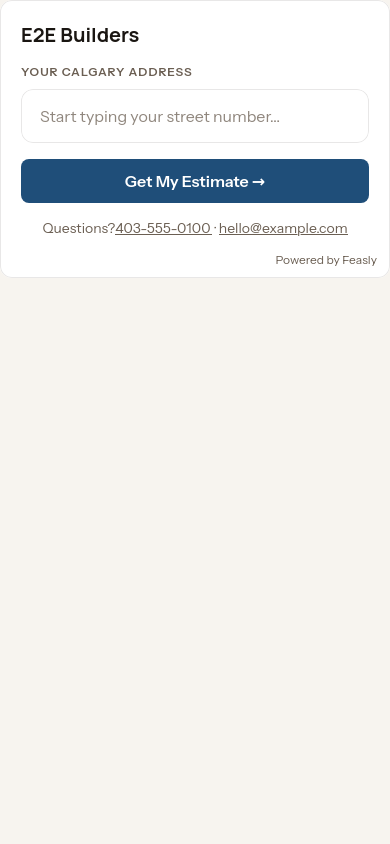 E2E Builders
YOUR CALGARY ADDRESS
Start typing your street number…
Get My Estimate →
Questions?403-555-0100 · hello@example.com
Powered by Feasly